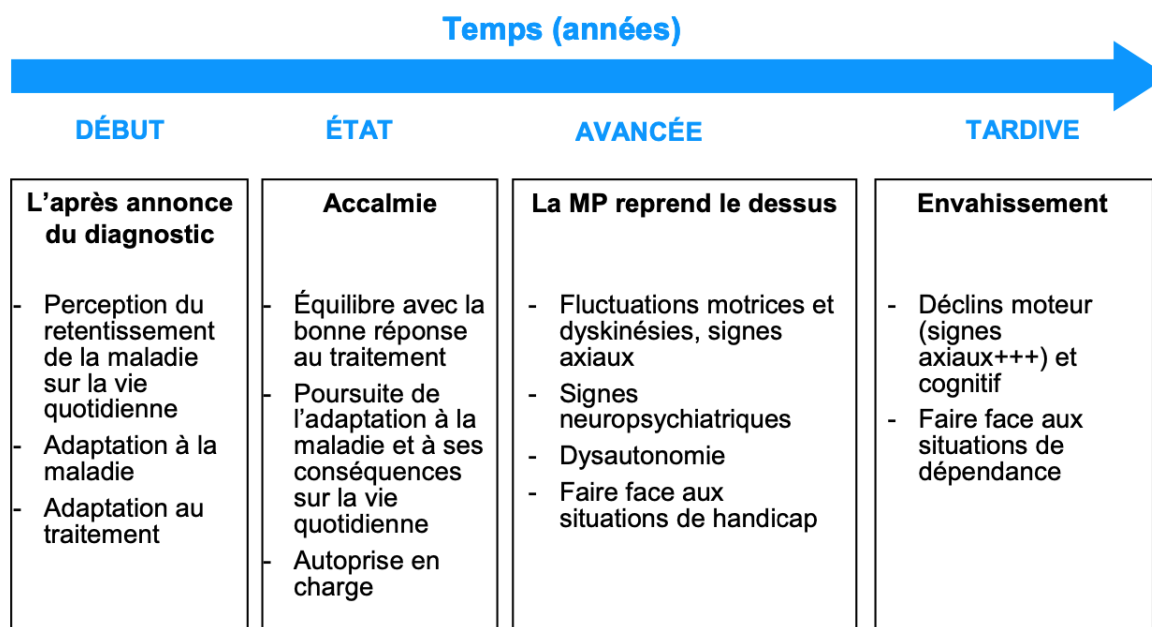 Temps (années)
DÉBUT
ÉTAT
AVANCÉE
TARDIVE
L'après annonce
du diagnostic
- Perception du
retentissement
de la maladie
sur la vie
quotidienne
- Adaptation à la
maladie
- Adaptation au
traitement
Accalmie
- Équilibre avec la
bonne réponse
au traitement
- Poursuite de
l'adaptation à la
maladie et à ses
conséquences
sur la vie
quotidienne
- Autoprise en
charge
La MP reprend le dessus
- Fluctuations motrices et
dyskinésies, signes
axiaux
- Signes
neuropsychiatriques
- Dysautonomie
- Faire face aux
situations de handicap
Envahissement
- Déclins moteur
(signes
axiaux+++) et
cognitif
- Faire face aux
situations de
dépendance